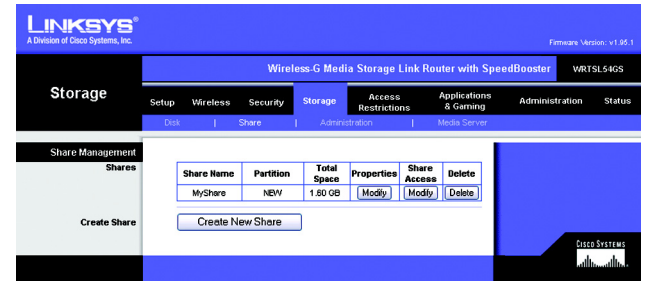 LINKSYS®
A Division of Cisco Systems, Inc.
Firmware Version: v1.05.1
Wireless-G Media Storage Link Router with SpeedBooster WRTSL54GS
Storage
Setup Wireless Security Storage Access Restrictions Applications & Gaming Administration Status
Disk | Share | Administration | Media Server
Share Management
Shares
Share Name Partition Total Space Properties Share Access Delete
MyShare NEW 1.60 GB Modify Modify Delete
Create Share Create New Share
CISCO SYSTEMS